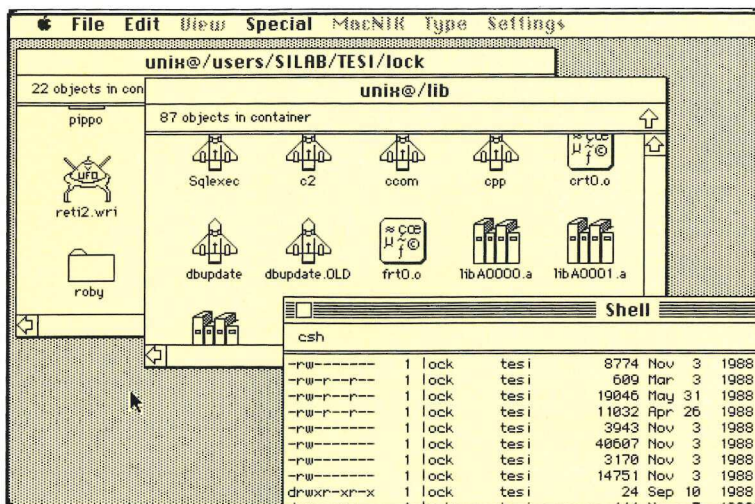 File Edit View Special MacNIK Type Settings
unix@/users/SILAB/TESI/lock
22 objects in con
pippo
UFO
reti2.wri
roby
unix@/lib
87 objects in container
Sqlexec c2 ccom cpp crt0.o
dbupdate dbupdate.OLD frt0.o libA0000.a libA0001.a
Shell
csh
-rw------- 1 lock tesi 8774 Nov 3 1988
-rw-r--r-- 1 lock tesi 609 Mar 3 1988
-rw-r--r-- 1 lock tesi 19046 May 31 1988
-rw-r--r-- 1 lock tesi 11032 Apr 26 1988
-rw------- 1 lock tesi 3943 Nov 3 1988
-rw------- 1 lock tesi 40607 Nov 3 1988
-rw------- 1 lock tesi 3170 Nov 3 1988
-rw------- 1 lock tesi 14751 Nov 3 1988
drwxr-xr-x 1 lock tesi 24 Sep 10 1988